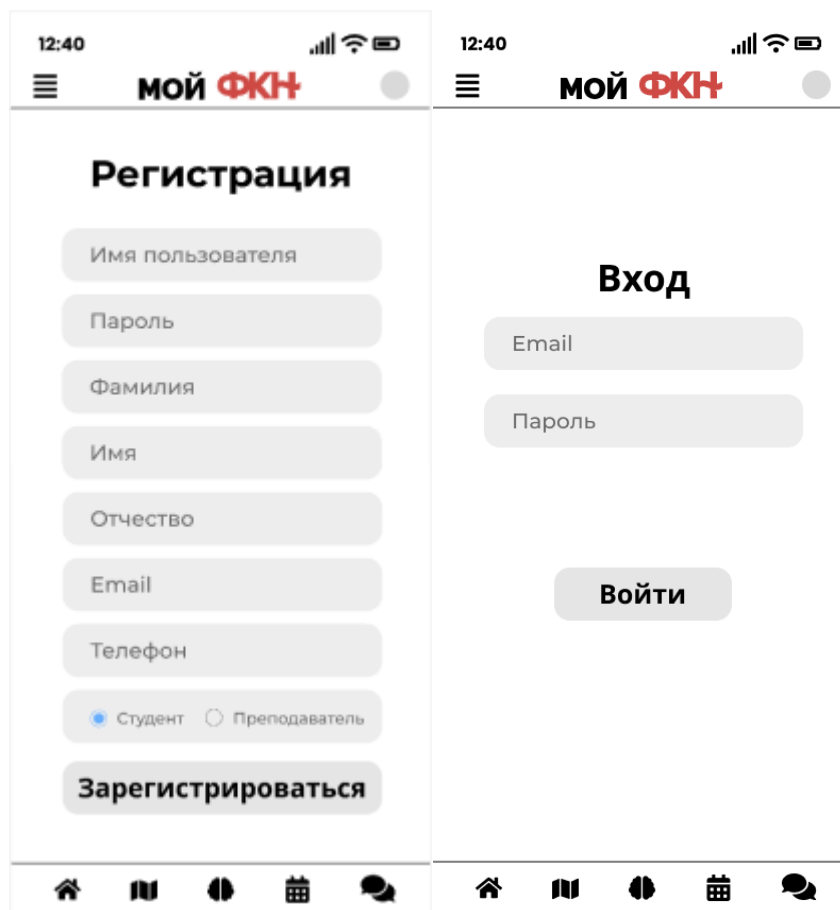 12:40
мой ФКН
Регистрация
Имя пользователя
Пароль
Фамилия
Имя
Отчество
Email
Телефон
Студент Преподаватель
Зарегистрироваться
12:40
мой ФКН
Вход
Email
Пароль
Войти